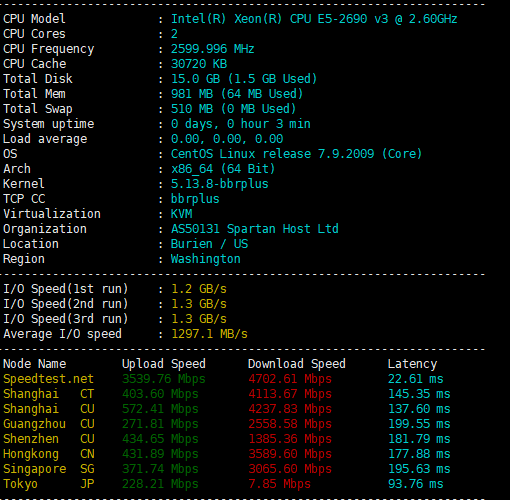 CPU Model : Intel(R) Xeon(R) CPU E5-2690 v3 @ 2.60GHz
CPU Cores : 2
CPU Frequency : 2599.996 MHz
CPU Cache : 30720 KB
Total Disk : 15.0 GB (1.5 GB Used)
Total Mem : 981 MB (64 MB Used)
Total Swap : 510 MB (0 MB Used)
System uptime : 0 days, 0 hour 3 min
Load average : 0.00, 0.00, 0.00
OS : CentOS Linux release 7.9.2009 (Core)
Arch : x86_64 (64 Bit)
Kernel : 5.13.8-bbrplus
TCP CC : bbrplus
Virtualization : KVM
Organization : AS50131 Spartan Host Ltd
Location : Burien / US
Region : Washington
I/O Speed(1st run) : 1.2 GB/s
I/O Speed(2nd run) : 1.3 GB/s
I/O Speed(3rd run) : 1.3 GB/s
Average I/O speed : 1297.1 MB/s
Node Name Upload Speed Download Speed Latency
Speedtest.net 3539.76 Mbps 4702.61 Mbps 22.61 ms
Shanghai CT 403.60 Mbps 4113.67 Mbps 145.35 ms
Shanghai CU 572.41 Mbps 4237.83 Mbps 137.60 ms
Guangzhou CU 271.81 Mbps 2558.58 Mbps 199.55 ms
Shenzhen CU 434.65 Mbps 1385.36 Mbps 181.79 ms
Hongkong CN 431.89 Mbps 3589.60 Mbps 177.88 ms
Singapore SG 371.74 Mbps 3065.60 Mbps 195.63 ms
Tokyo JP 228.21 Mbps 7.85 Mbps 93.76 ms